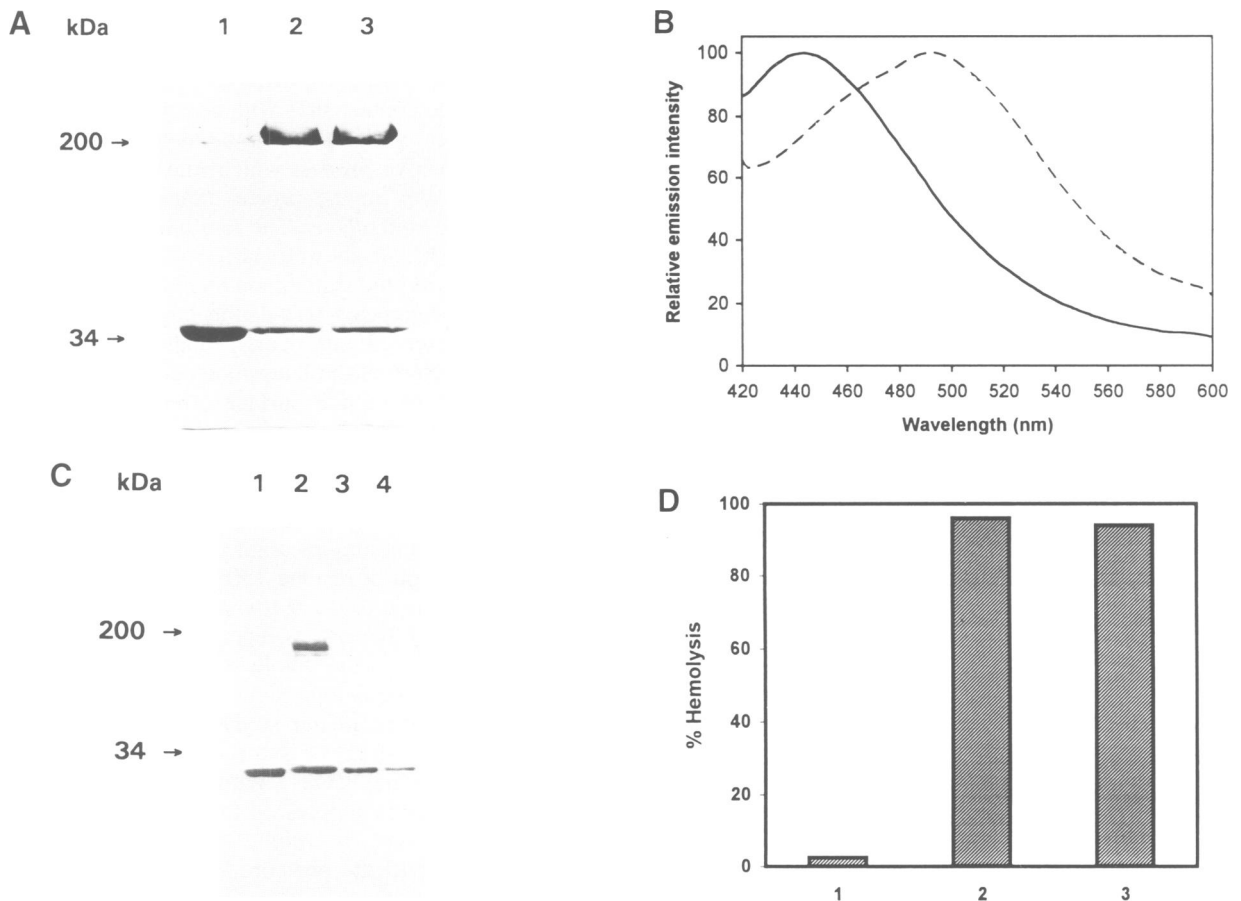 A kDa 1 2 3
200 →
34 →
B
Relative emission intensity
100
80
60
40
20
0
420 440 460 480 500 520 540 560 580 600
Wavelength (nm)
C kDa 1 2 3 4
200 →
34 →
D
% Hemolysis
100
80
60
40
20
0
1 2 3